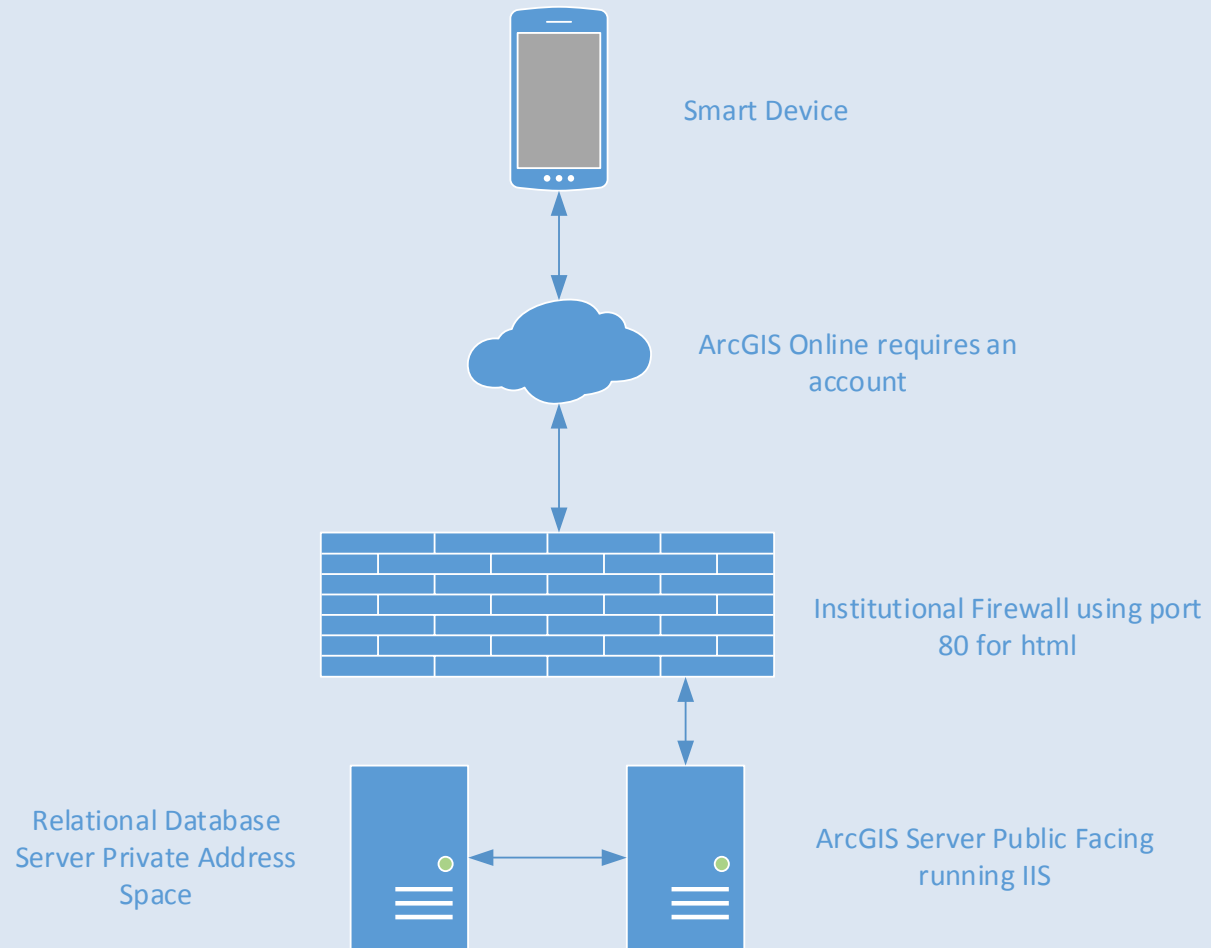 Smart Device
ArcGIS Online requires an
account
Institutional Firewall using port
80 for html
Relational Database
Server Private Address
Space
ArcGIS Server Public Facing
running IIS